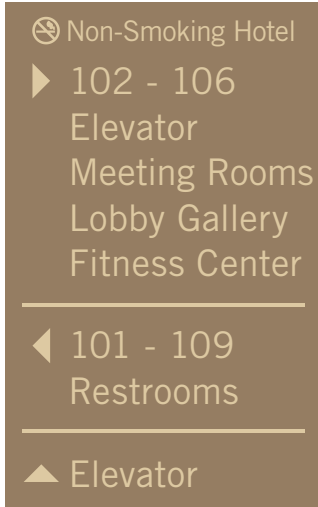 Non-Smoking Hotel
102 - 106
Elevator
Meeting Rooms
Lobby Gallery
Fitness Center
101 - 109
Restrooms
Elevator